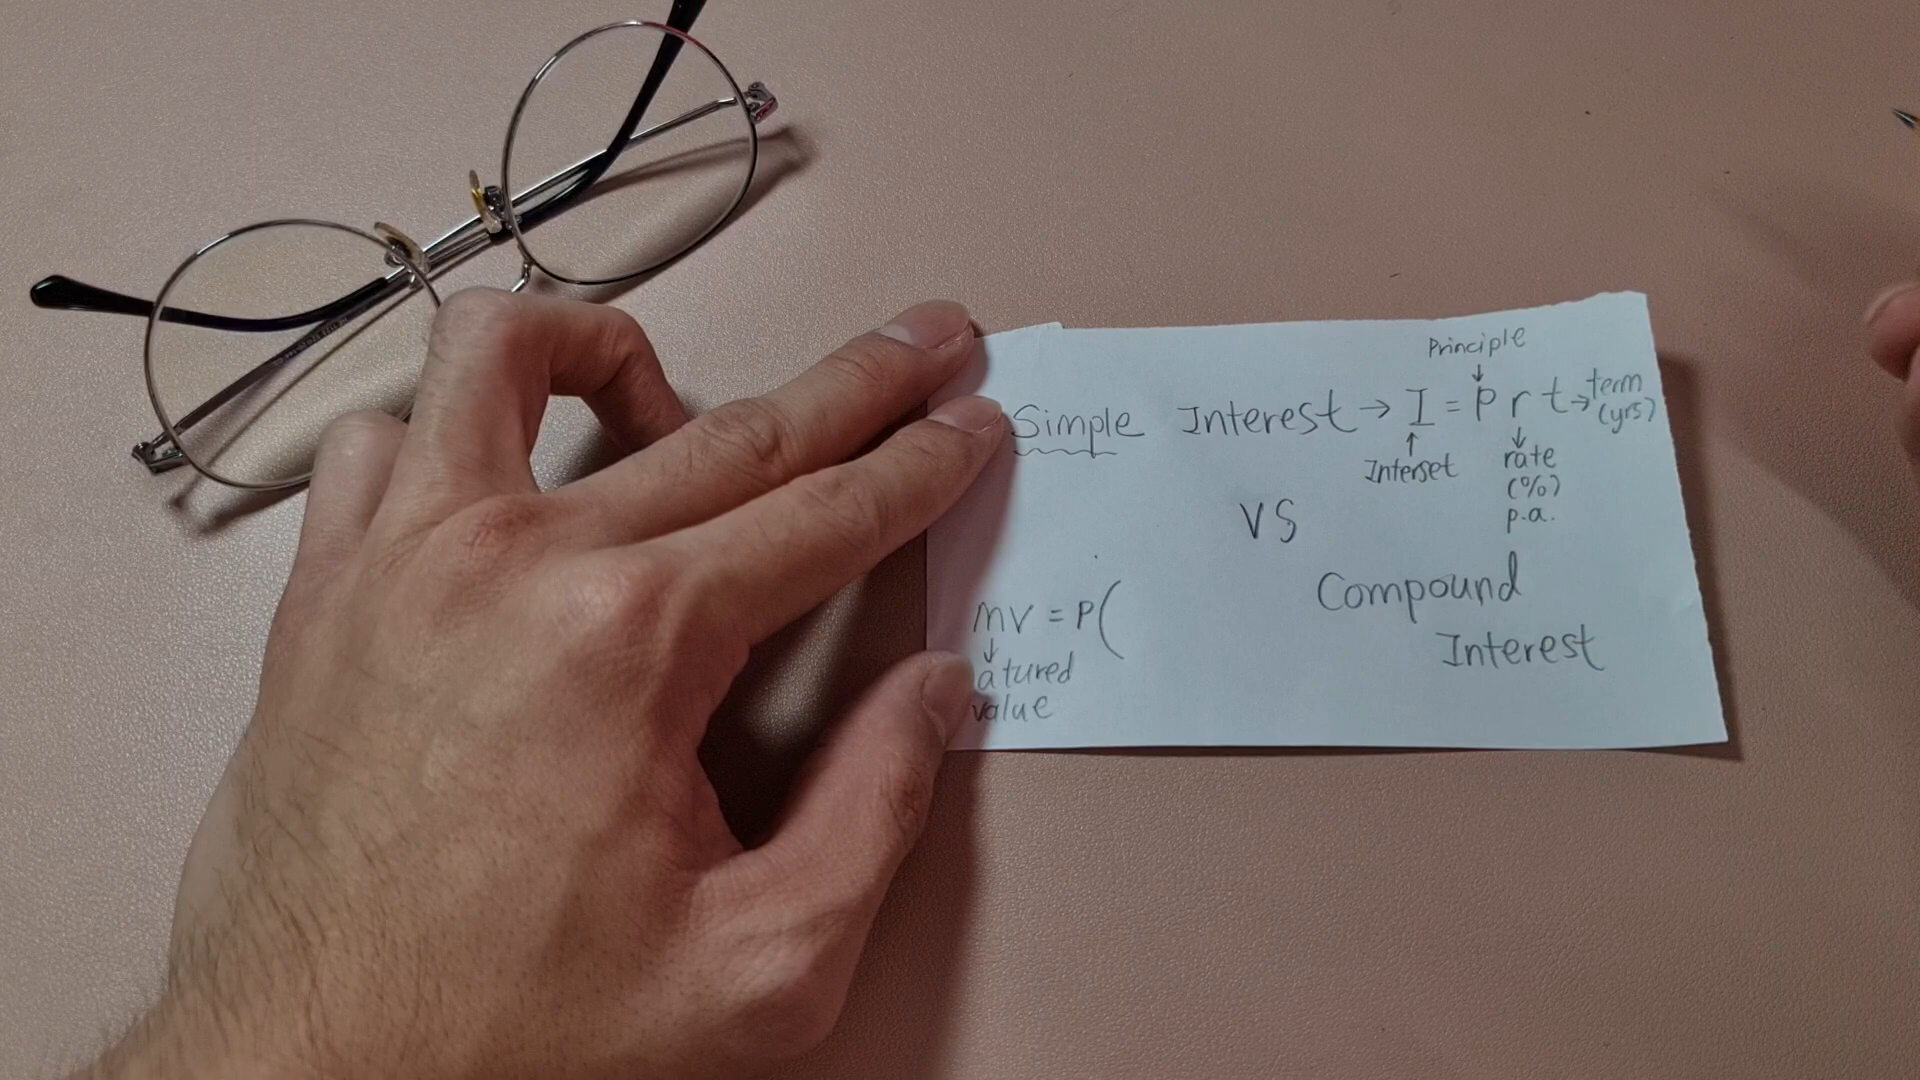 Principle
Simple Interest → I = P r t → term
(yrs)
↑ ↓
Interset rate
(%)
p.a.
VS
Compound
Interest
mv = P(
↓
atured
value